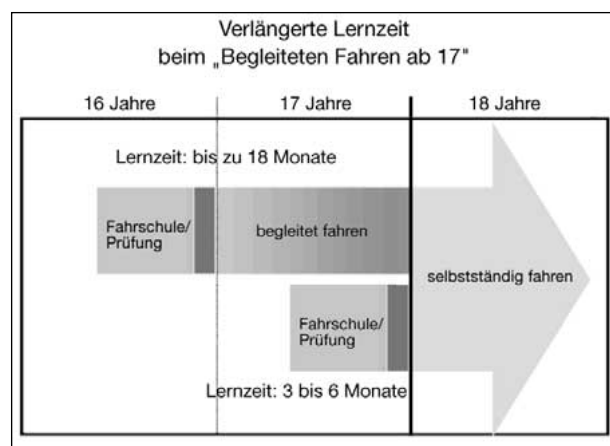 Verlängerte Lernzeit
beim „Begleiteten Fahren ab 17"
16 Jahre
17 Jahre
18 Jahre
Lernzeit: bis zu 18 Monate
Fahrschule/
Prüfung
begleitet fahren
selbstständig fahren
Fahrschule/
Prüfung
Lernzeit: 3 bis 6 Monate